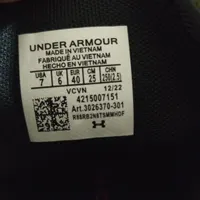 UNDER ARMOUR
MADE IN VIETNAM
FABRIQUÉ AU VIETNAM
HECHO EN VIETNAM
USA UK EUR CM CHN
7 6 40 25 250(2.5)
VCVN 12/22
4215007151
Art.3026370-301